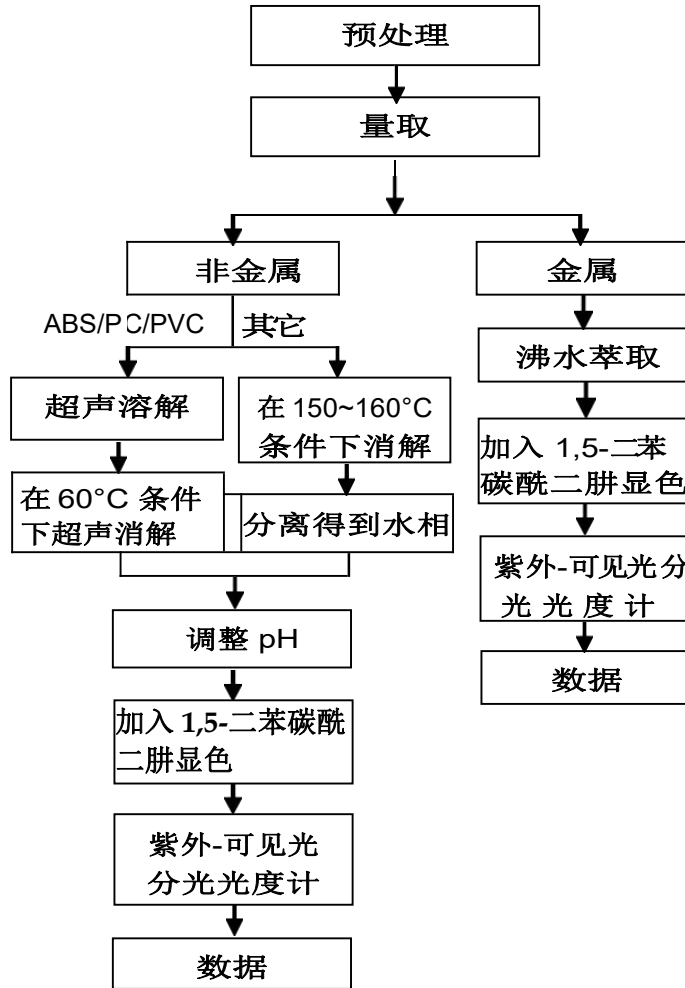 预处理
量取
非金属
金属
ABS/PC/PVC 其它
沸水萃取
超声溶解
在 150~160°C
条件下消解
加入 1,5-二苯
碳酰二肼显色
在 60°C 条件
下超声消解
分离得到水相
紫外-可见光分
光光度计
调整 pH
数据
加入 1,5-二苯碳酰
二肼显色
紫外-可见光
分光光度计
数据